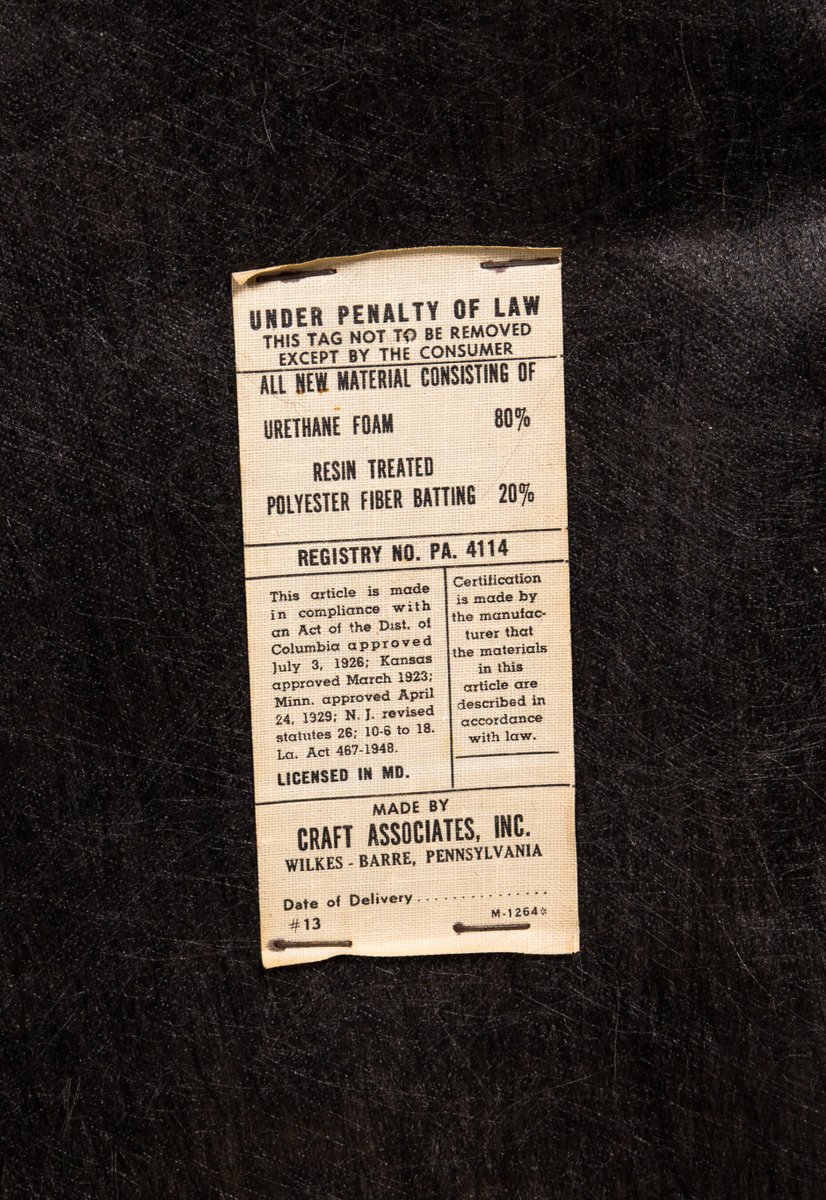 UNDER PENALTY OF LAW
THIS TAG NOT TO BE REMOVED
EXCEPT BY THE CONSUMER
ALL NEW MATERIAL CONSISTING OF
URETHANE FOAM 80%
RESIN TREATED
POLYESTER FIBER BATTING 20%
REGISTRY NO. PA. 4114
This article is made
in compliance with
an Act of the Dist. of
Columbia approved
July 3, 1926; Kansas
approved March 1923;
Minn. approved April
24, 1929; N. J. revised
statutes 26; 10-6 to 18.
La. Act 467-1948.
LICENSED IN MD.
Certification
is made by
the manufac-
turer that
the materials
in this
article are
described in
accordance
with law.
MADE BY
CRAFT ASSOCIATES, INC.
WILKES - BARRE, PENNSYLVANIA
Date of Delivery...............
#13 M-1264*